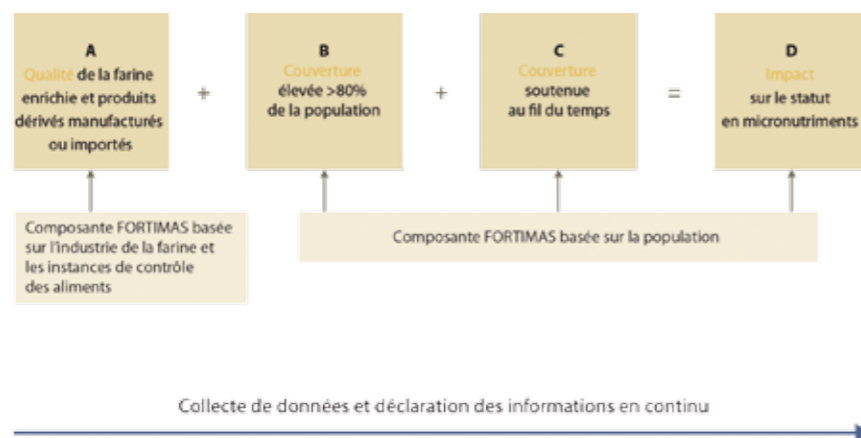 A
Qualité de la farine
enrichie et produits
dérivés manufacturés
ou importés
+
B
Couverture
élevée >80%
de la population
+
C
Couverture
soutenue
au fil du temps
=
D
Impact
sur le statut
en micronutriments
Composante FORTIMAS basée
sur l'industrie de la farine et
les instances de contrôle
des aliments
Composante FORTIMAS basée sur la population
Collecte de données et déclaration des informations en continu